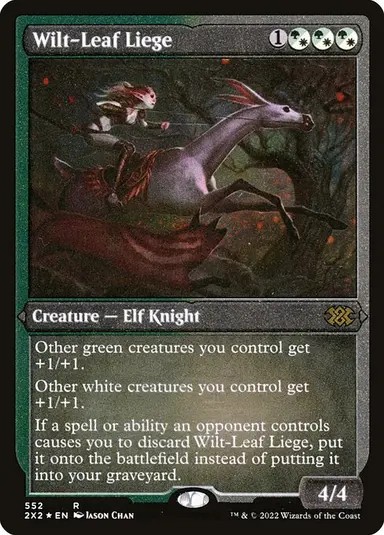 Wilt-Leaf Liege 1
Creature — Elf Knight
Other green creatures you control get
+1/+1.
Other white creatures you control get
+1/+1.
If a spell or ability an opponent controls
causes you to discard Wilt-Leaf Liege, put
it onto the battlefield instead of putting it
into your graveyard.
4/4
552 R
2X2 ★ EN Jason Chan
™ & © 2022 Wizards of the Coast